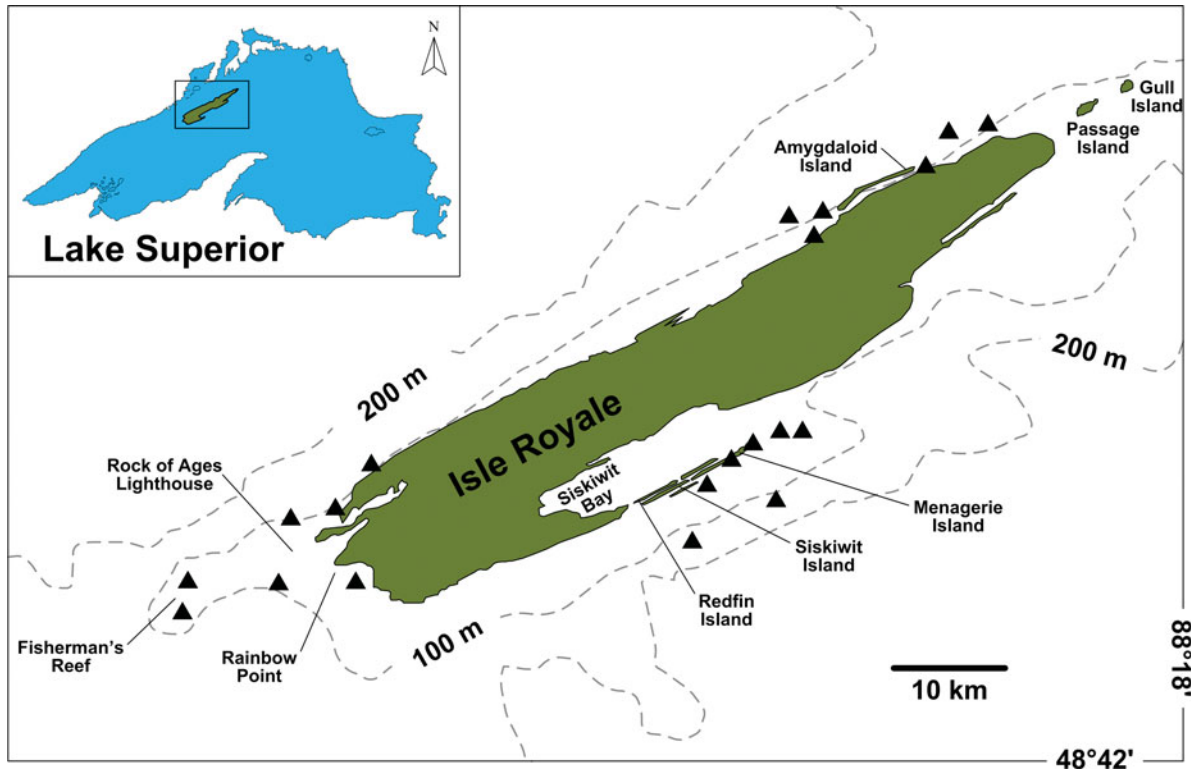 N
Lake Superior
Gull
Island
Passage
Island
Amygdaloid
Island
200 m
200 m
Isle Royale
Rock of Ages
Lighthouse
Siskiwit
Bay
Menagerie
Island
Siskiwit
Island
Redfin
Island
Fisherman's
Reef
Rainbow
Point
100 m
10 km
88°18'
48°42'